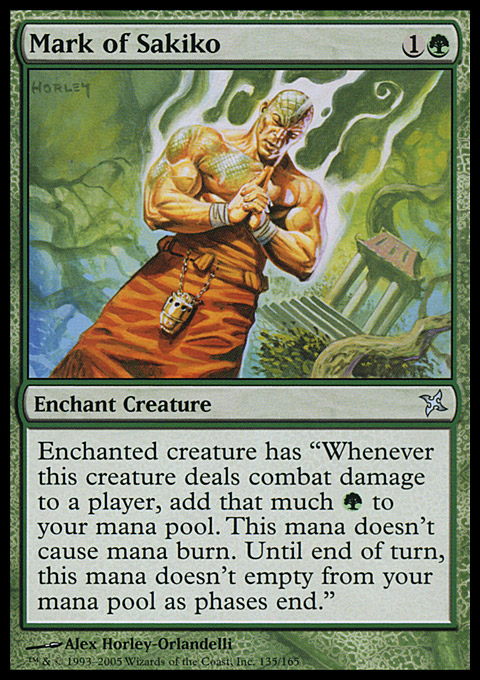 Mark of Sakiko 1
HORLEY
Enchant Creature
Enchanted creature has “Whenever
this creature deals combat damage
to a player, add that much to
your mana pool. This mana doesn’t
cause mana burn. Until end of turn,
this mana doesn’t empty from your
mana pool as phases end.”
Alex Horley-Orlandelli
™ & © 1993–2005 Wizards of the Coast, Inc. 135/165